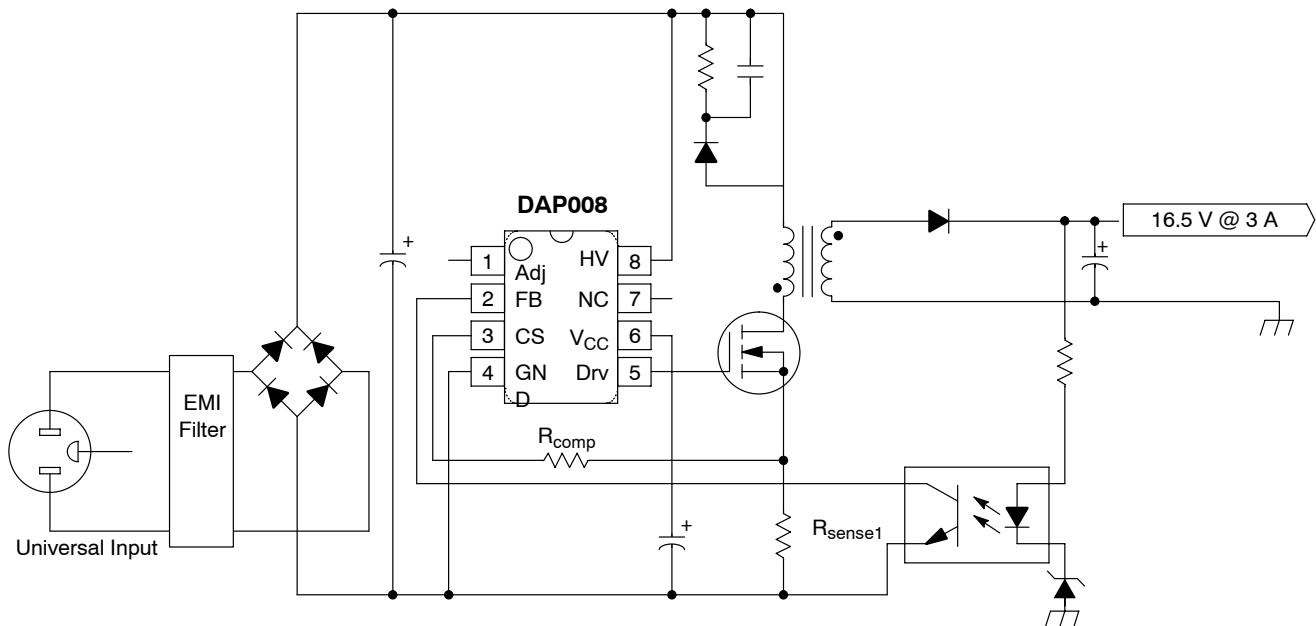 DAP008
16.5 V @ 3 A
1 Adj HV 8
2 FB NC 7
3 CS VCC 6
4 GN Drv 5
D
EMI
Filter
Rcomp
Universal Input
+
+
+
Rsense1